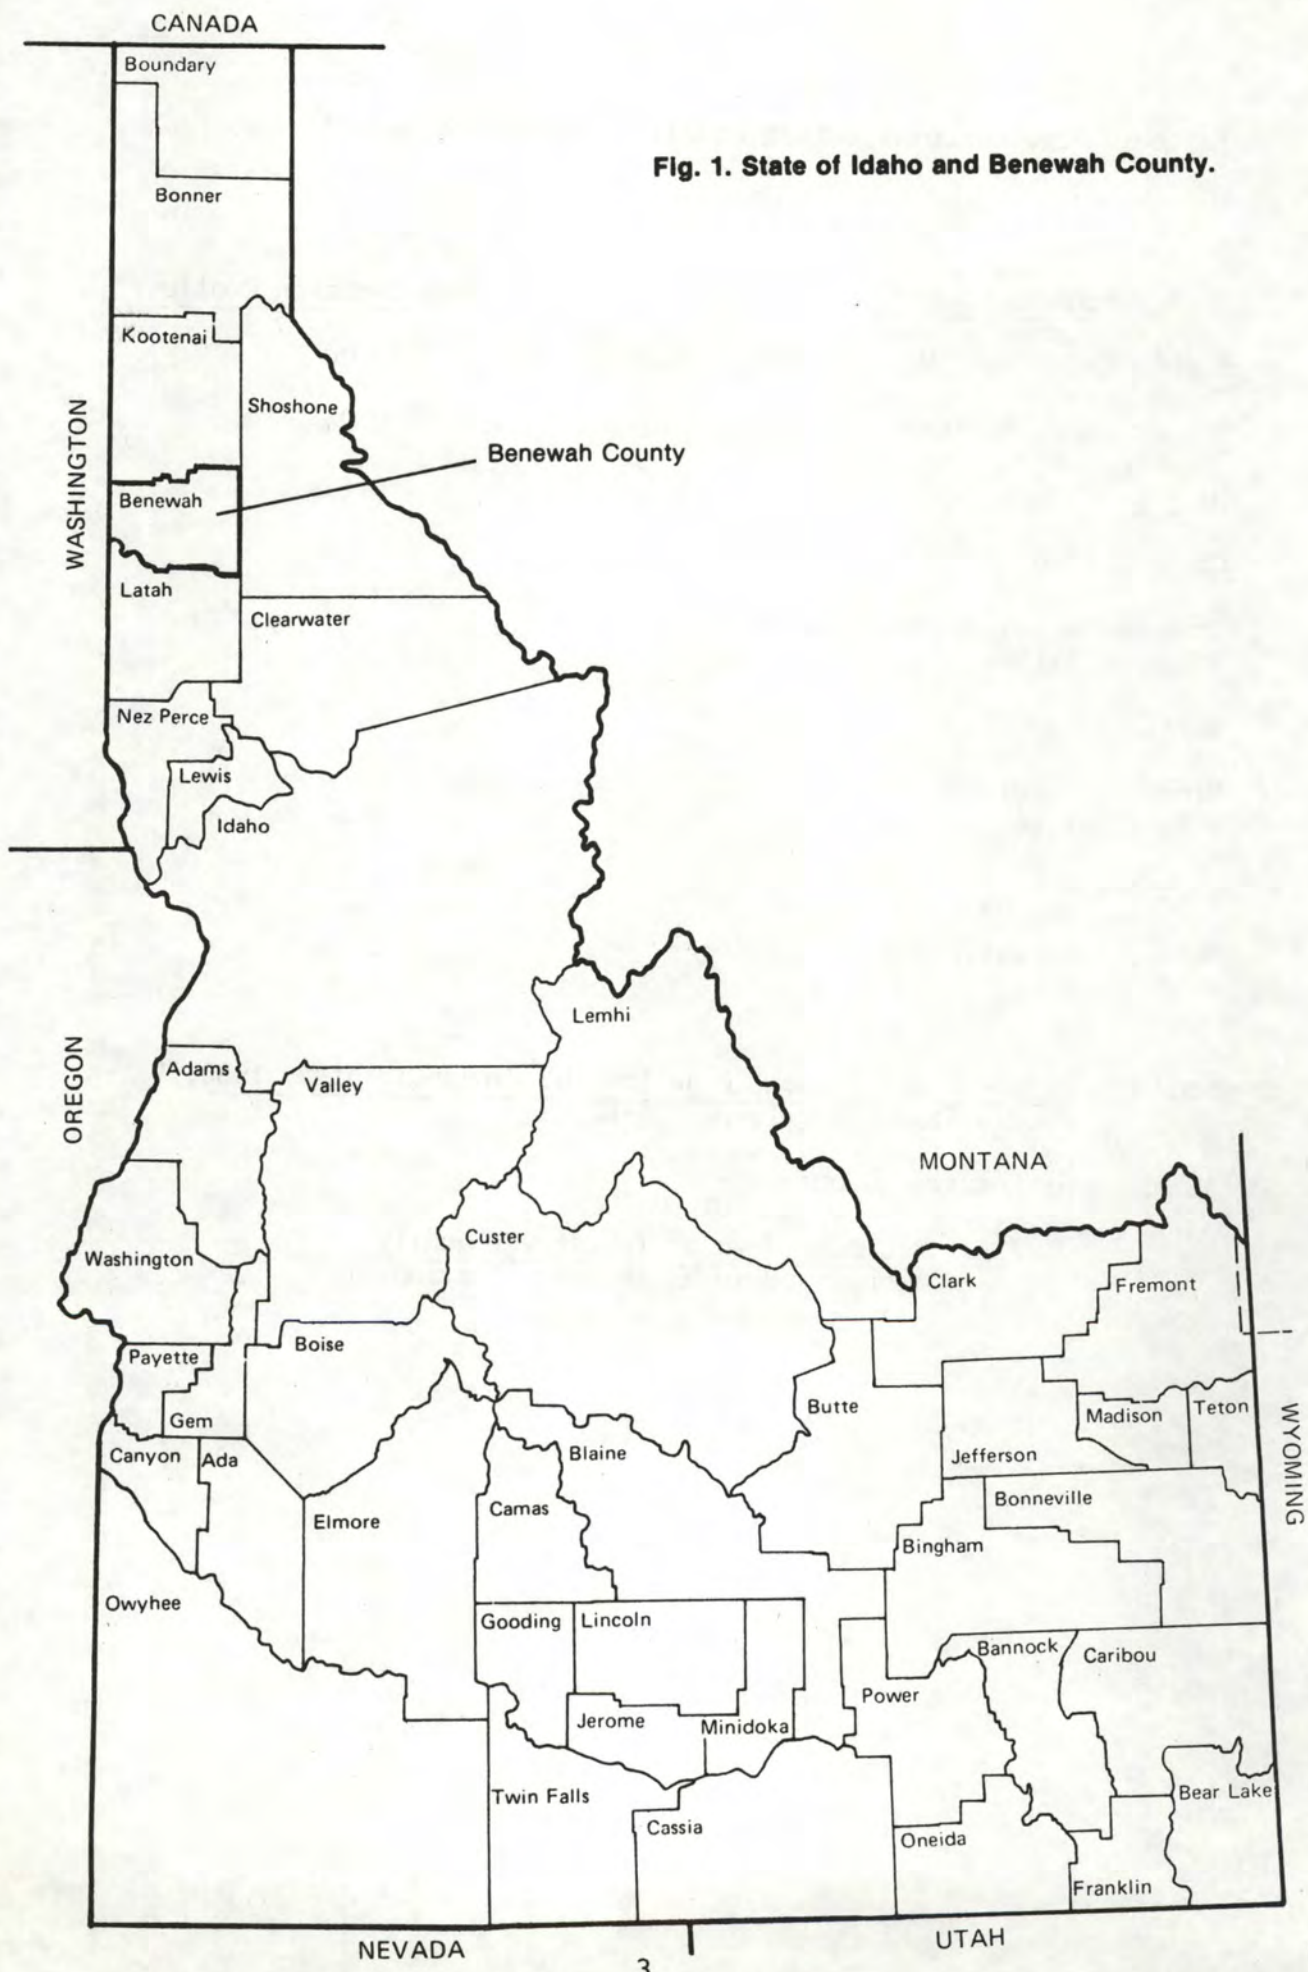 CANADA
Boundary
Fig. 1. State of Idaho and Benewah County.
Bonner
Kootenai
Shoshone
WASHINGTON
Benewah County
Benewah
Latah
Clearwater
Nez Perce
Lewis
Idaho
Lemhi
OREGON
Adams
Valley
MONTANA
Custer
Washington
Clark
Fremont
Boise
Payette
Butte
Madison
Teton
Gem
WYOMING
Canyon
Ada
Blaine
Jefferson
Camas
Bonneville
Elmore
Bingham
Owyhee
Gooding
Lincoln
Bannock
Caribou
Power
Jerome
Minidoka
Twin Falls
Bear Lake
Cassia
Oneida
Franklin
NEVADA
UTAH
3